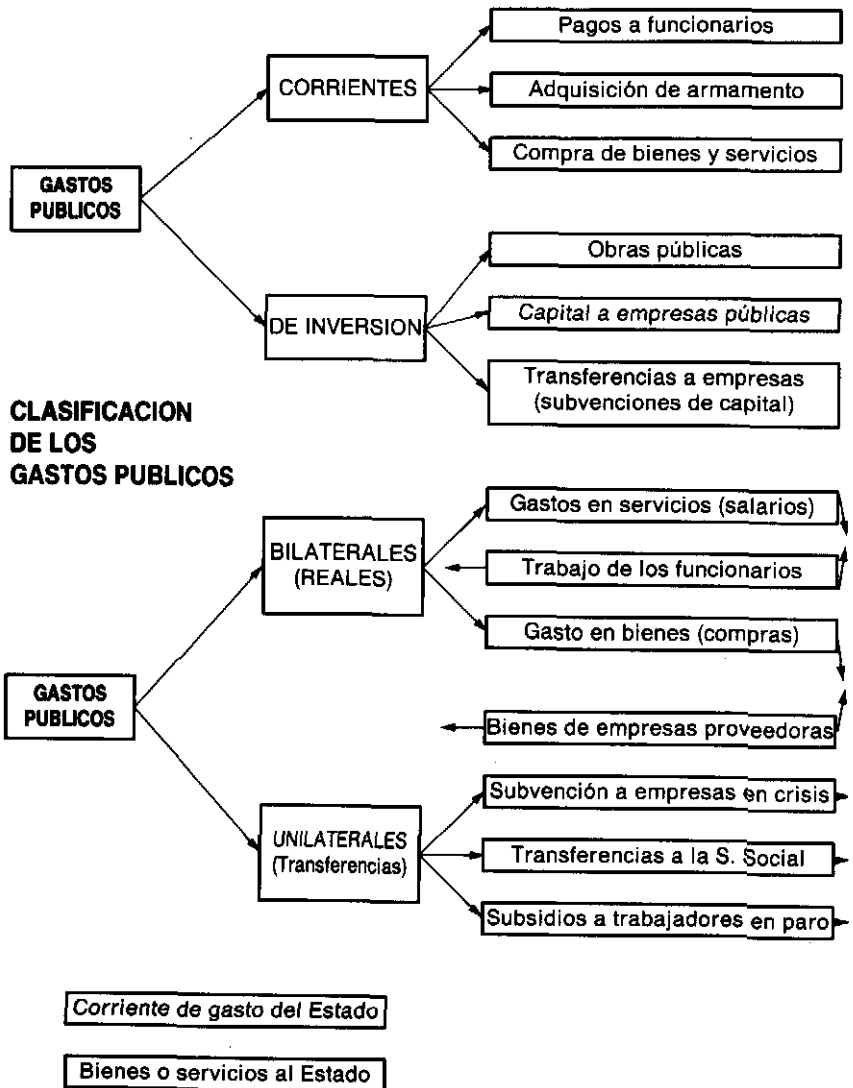 Pagos a funcionarios
CORRIENTES
Adquisición de armamento
Compra de bienes y servicios
GASTOS
PUBLICOS
Obras públicas
DE INVERSION
Capital a empresas públicas
Transferencias a empresas
(subvenciones de capital)
CLASIFICACION
DE LOS
GASTOS PUBLICOS
Gastos en servicios (salarios)
BILATERALES
(REALES)
Trabajo de los funcionarios
Gasto en bienes (compras)
GASTOS
PUBLICOS
Bienes de empresas proveedoras
Subvención a empresas en crisis
UNILATERALES
(Transferencias)
Transferencias a la S. Social
Subsidios a trabajadores en paro
Corriente de gasto del Estado
Bienes o servicios al Estado